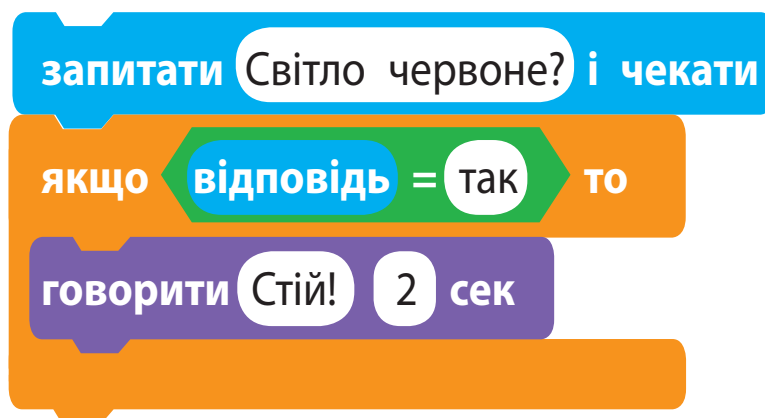 запитати Світло червоне? і чекати
якщо відповідь = так то
говорити Стій! 2 сек